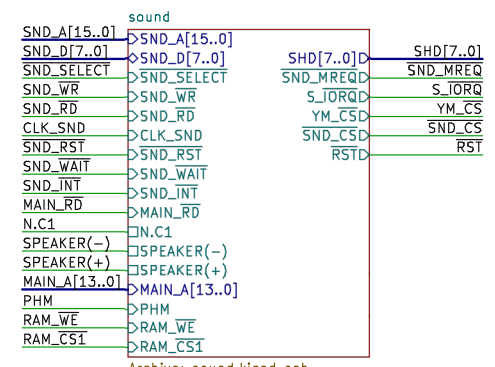 sound
SND_A[15..0] SND_A[15..0]
SND_D[7..0] SND_D[7..0] SHD[7..0] SHD[7..0]
SND_SELECT SND_SELECT SND_MREQ SND_MREQ
SND_WR SND_WR S_IORQ S_IORQ
SND_RD SND_RD YM_CS YM_CS
CLK_SND CLK_SND SND_CS SND_CS
SND_RST SND_RST RST RST
SND_WAIT SND_WAIT
SND_INT SND_INT
MAIN_RD MAIN_RD
N.C1 N.C1
SPEAKER(-) SPEAKER(-)
SPEAKER(+) SPEAKER(+)
MAIN_A[13..0] MAIN_A[13..0]
PHM PHM
RAM_WE RAM_WE
RAM_CS1 RAM_CS1